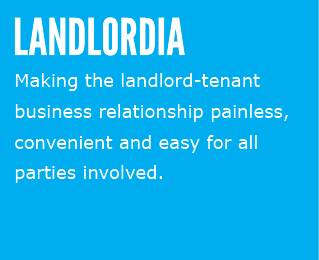 LANDLORDIA
Making the landlord-tenant
business relationship painless,
convenient and easy for all
parties involved.